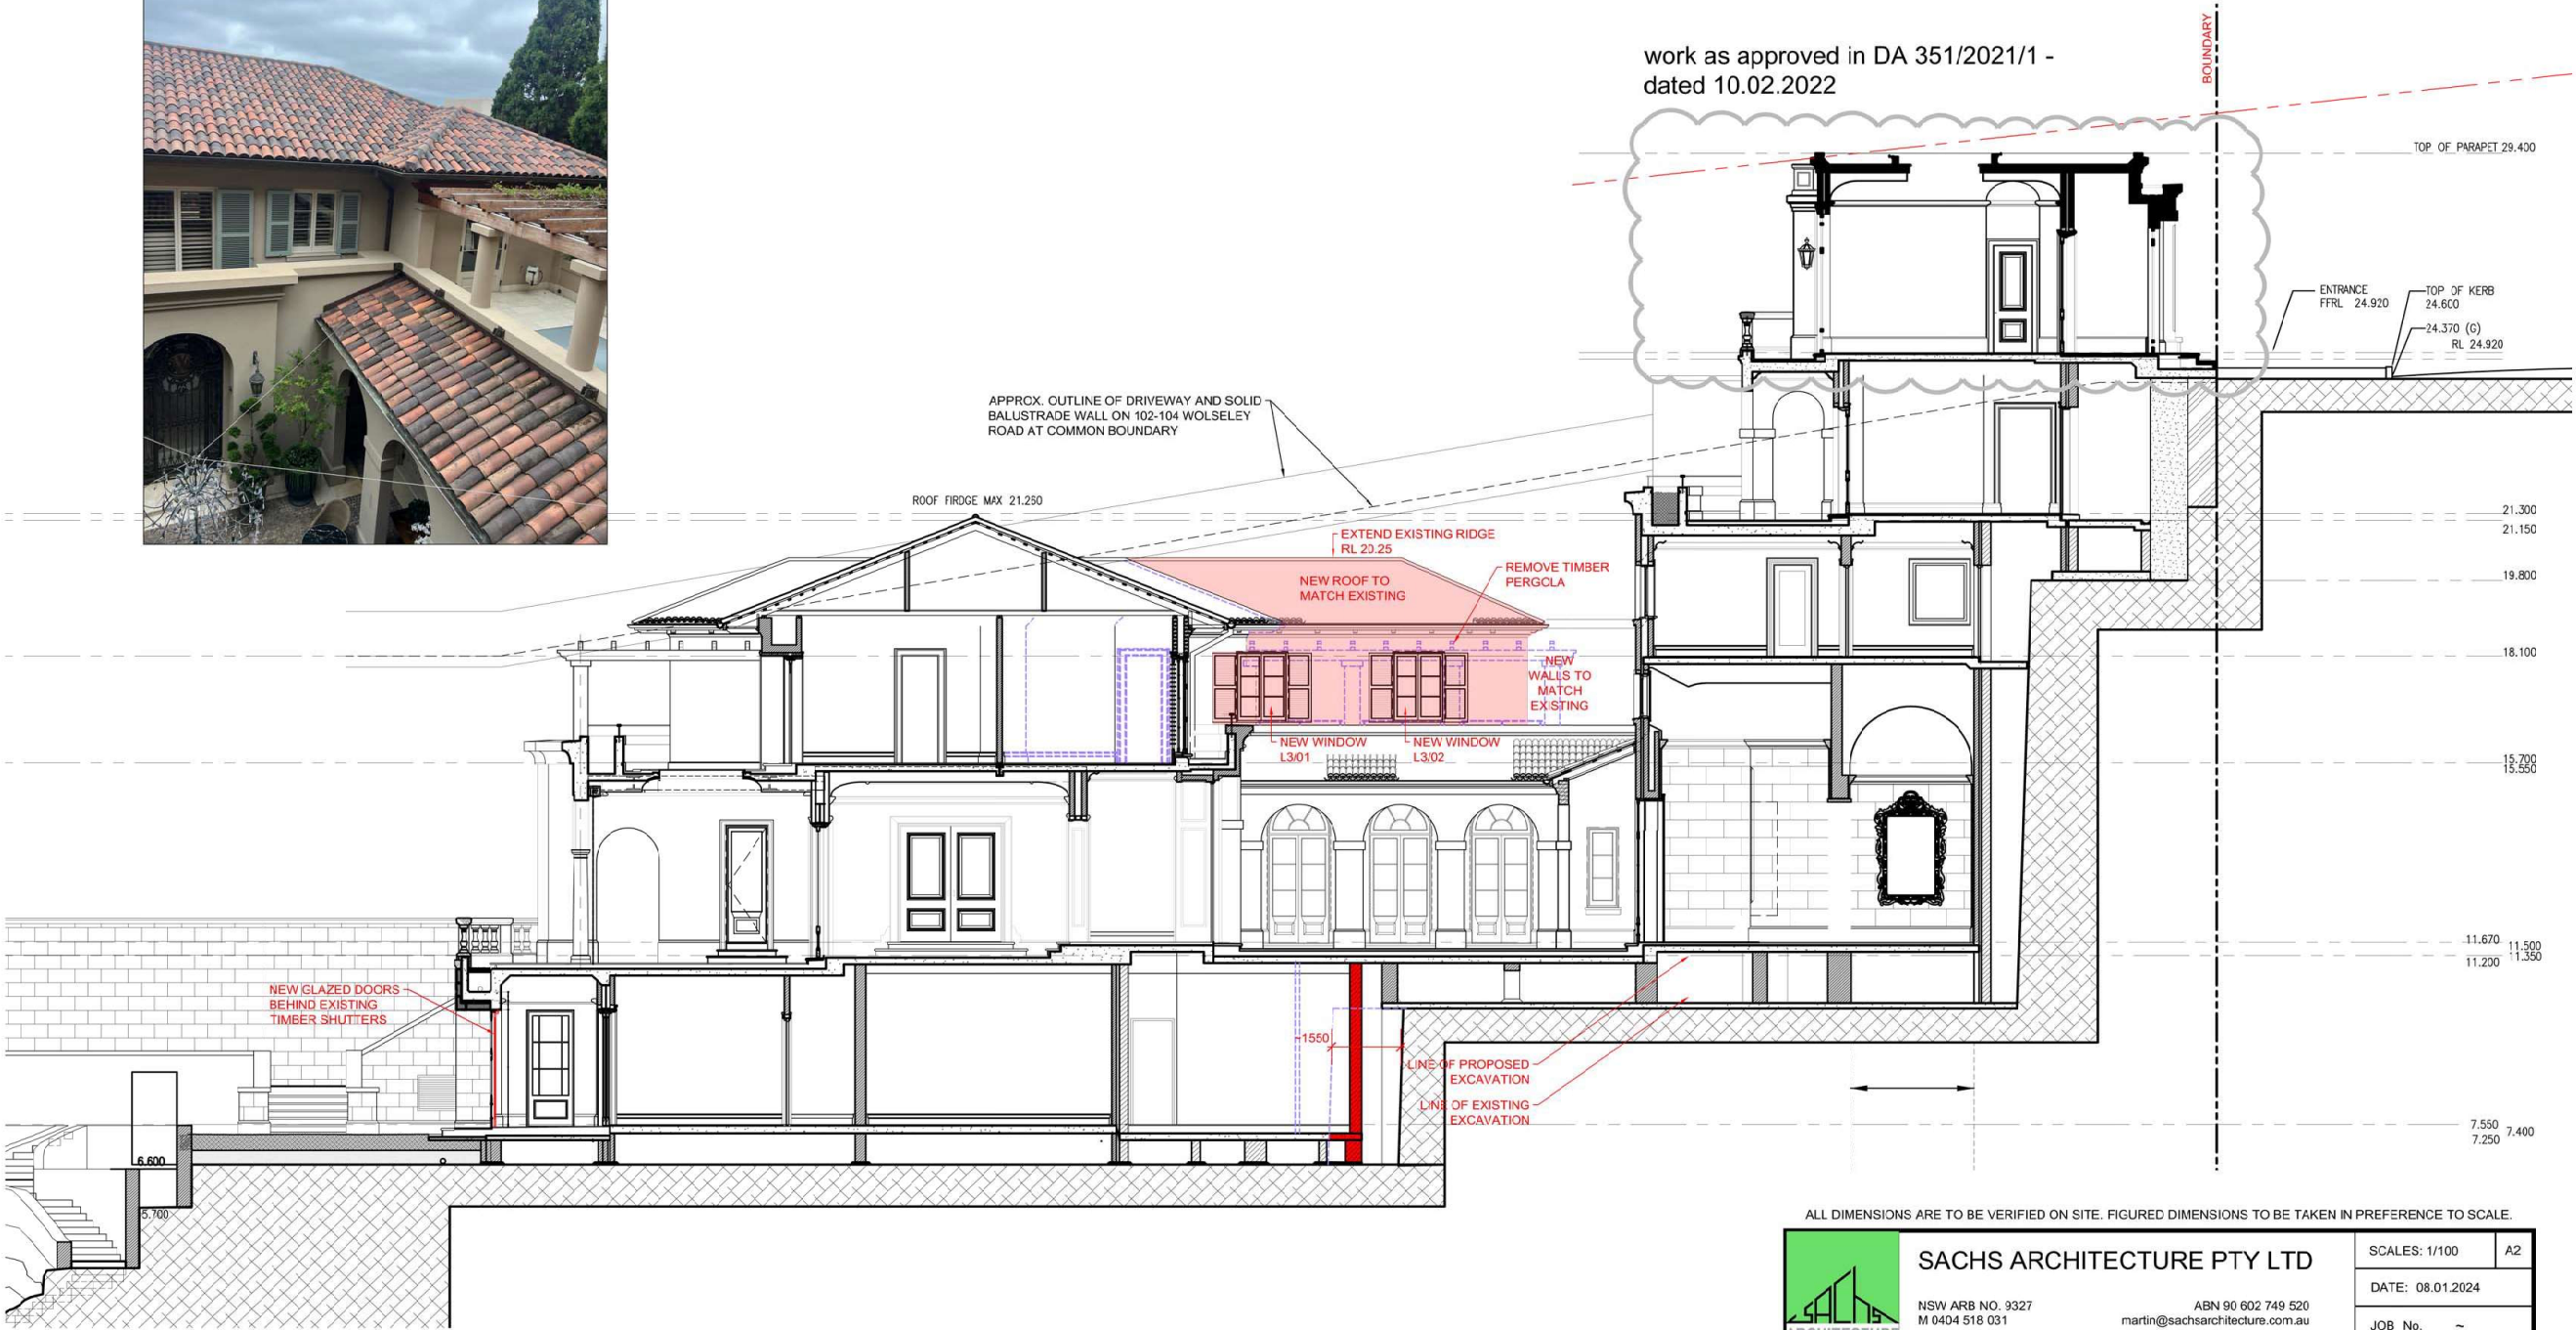 work as approved in DA 351/2021/1 -
dated 10.02.2022
BOUNDARY
TOP OF PARAPET 29.400
ENTRANCE
FFRL 24.920
TOP OF KERB
24.600
24.370 (G)
RL 24.920
APPROX. OUTLINE OF DRIVEWAY AND SOLID
BALUSTRADE WALL ON 102-104 WOLSELEY
ROAD AT COMMON BOUNDARY
ROOF FIRDGE MAX 21.250
EXTEND EXISTING RIDGE
RL 20.25
NEW ROOF TO
MATCH EXISTING
REMOVE TIMBER
PERGOLA
NEW
WALLS TO
MATCH
EXISTING
NEW WINDOW
L3/01
NEW WINDOW
L3/02
21.300
21.150
19.800
18.100
15.700
15.550
11.670
11.500
11.200
11.350
NEW GLAZED DOORS
BEHIND EXISTING
TIMBER SHUTTERS
1550
LINE OF PROPOSED
EXCAVATION
LINE OF EXISTING
EXCAVATION
7.550
7.400
7.250
6.600
5.700
ALL DIMENSIONS ARE TO BE VERIFIED ON SITE. FIGURED DIMENSIONS TO BE TAKEN IN PREFERENCE TO SCALE.
SACHS
SACHS ARCHITECTURE PTY LTD
NSW ARB NO. 9327
M 0404 518 031
ABN 90 602 749 520
martin@sachsarchitecture.com.au
SCALES: 1/100
A2
DATE: 08.01.2024
JOB No. ~